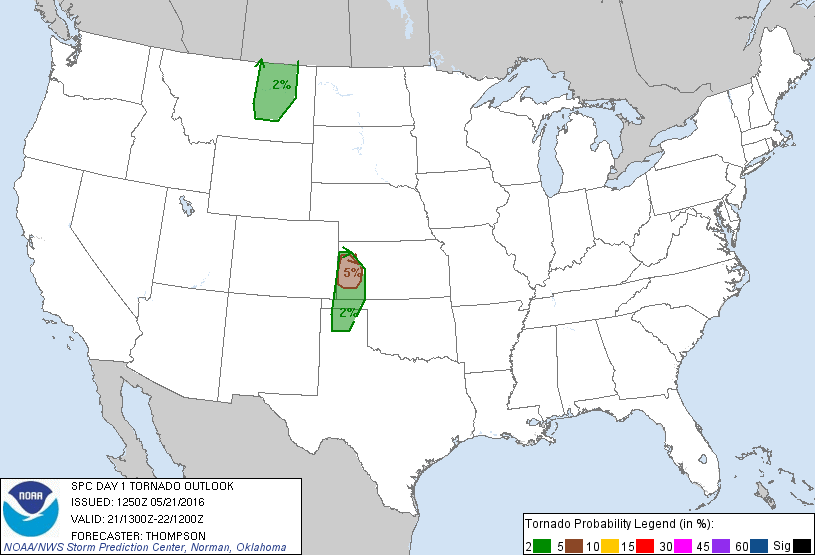 2%
5%
2%
NOAA
SPC DAY 1 TORNADO OUTLOOK
ISSUED: 1250Z 05/21/2016
VALID: 21/1300Z-22/1200Z
FORECASTER: THOMPSON
NOAA/NWS Storm Prediction Center, Norman, Oklahoma
Tornado Probability Legend (in %):
2 5 10 15 30 45 60 Sig